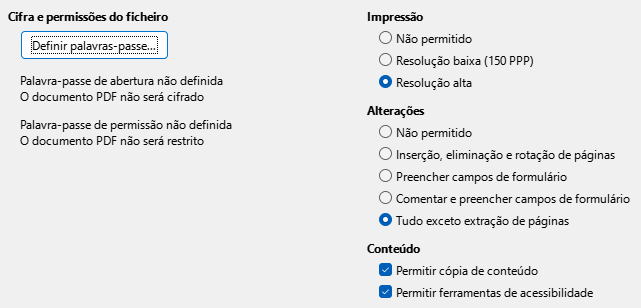 Cifra e permissões do ficheiro
Definir palavras-passe...
Palavra-passe de abertura não definida
O documento PDF não será cifrado
Palavra-passe de permissão não definida
O documento PDF não será restrito
Impressão
Não permitido
Resolução baixa (150 PPP)
Resolução alta
Alterações
Não permitido
Inserção, eliminação e rotação de páginas
Preencher campos de formulário
Comentar e preencher campos de formulário
Tudo exceto extração de páginas
Conteúdo
Permitir cópia de conteúdo
Permitir ferramentas de acessibilidade